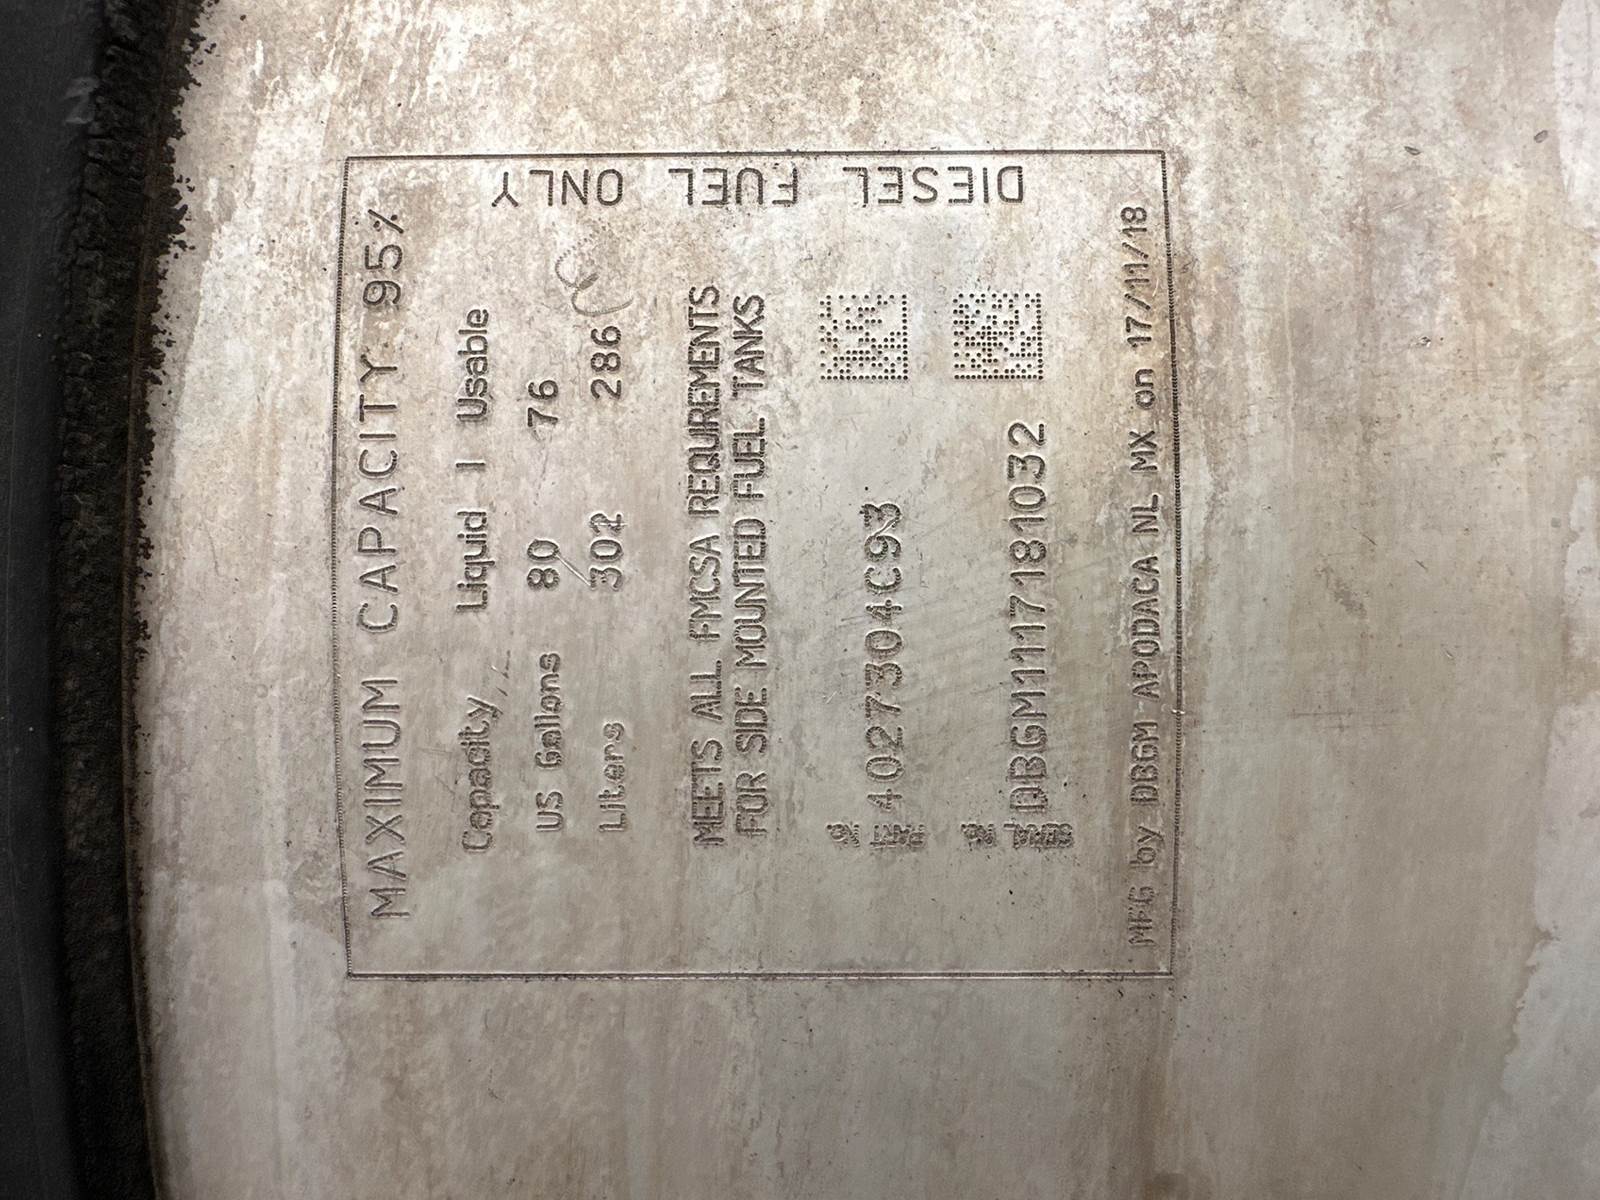 MAXIMUM CAPACITY 95%
Capacity Liquid | Usable
US Gallons 80 76
Liters 302 286
MEETS ALL FMCSA REQUIREMENTS
FOR SIDE MOUNTED FUEL TANKS
PART NO. 4027304C93
SER'L NO. DBGM1117181032
MFG by DBGM APODACA NL MX on 17/11/18
DIESEL FUEL ONLY